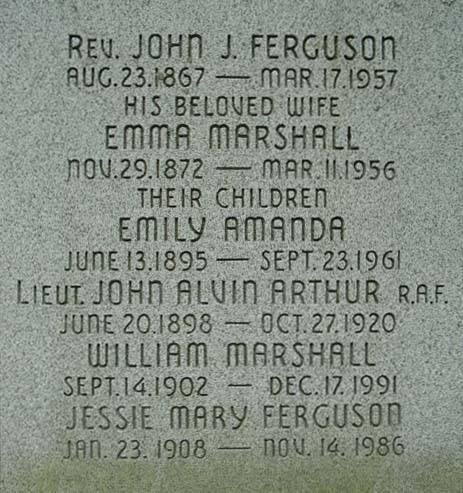 REV. JOHN J. FERGUSON
AUG. 23. 1867 — MAR. 17. 1957
HIS BELOVED WIFE
EMMA MARSHALL
NOV. 29. 1872 — MAR. 11. 1956
THEIR CHILDREN
EMILY AMANDA
JUNE 13. 1895 — SEPT. 23. 1961
LIEUT. JOHN ALVIN ARTHUR R.A.F.
JUNE 20. 1898 — OCT. 27. 1920
WILLIAM MARSHALL
SEPT. 14. 1902 — DEC. 17. 1991
JESSIE MARY FERGUSON
JAN. 23. 1908 — NOV. 14. 1986